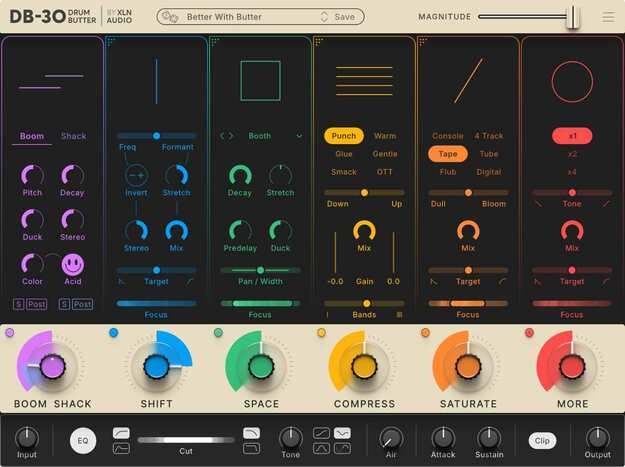 DB-30 DRUM BUTTER BY XLN AUDIO Better With Butter Save MAGNITUDE
Boom Shack
Pitch Decay
Duck Stereo
Color Acid
S Post S Post
Freq Formant
Invert Stretch
Stereo Mix
Target
Focus
Booth
Decay Stretch
Predelay Duck
Pan / Width
Focus
Punch Warm
Glue Gentle
Smack OTT
Down Up
Mix
-0.0 Gain 0.0
Bands
Console 4 Track
Tape Tube
Flub Digital
Dull Bloom
Mix
Target
Focus
x1
x2
x4
Tone
Mix
Target
Focus
BOOM SHACK SHIFT SPACE COMPRESS SATURATE MORE
Input EQ Cut Tone Air Attack Sustain Clip Output